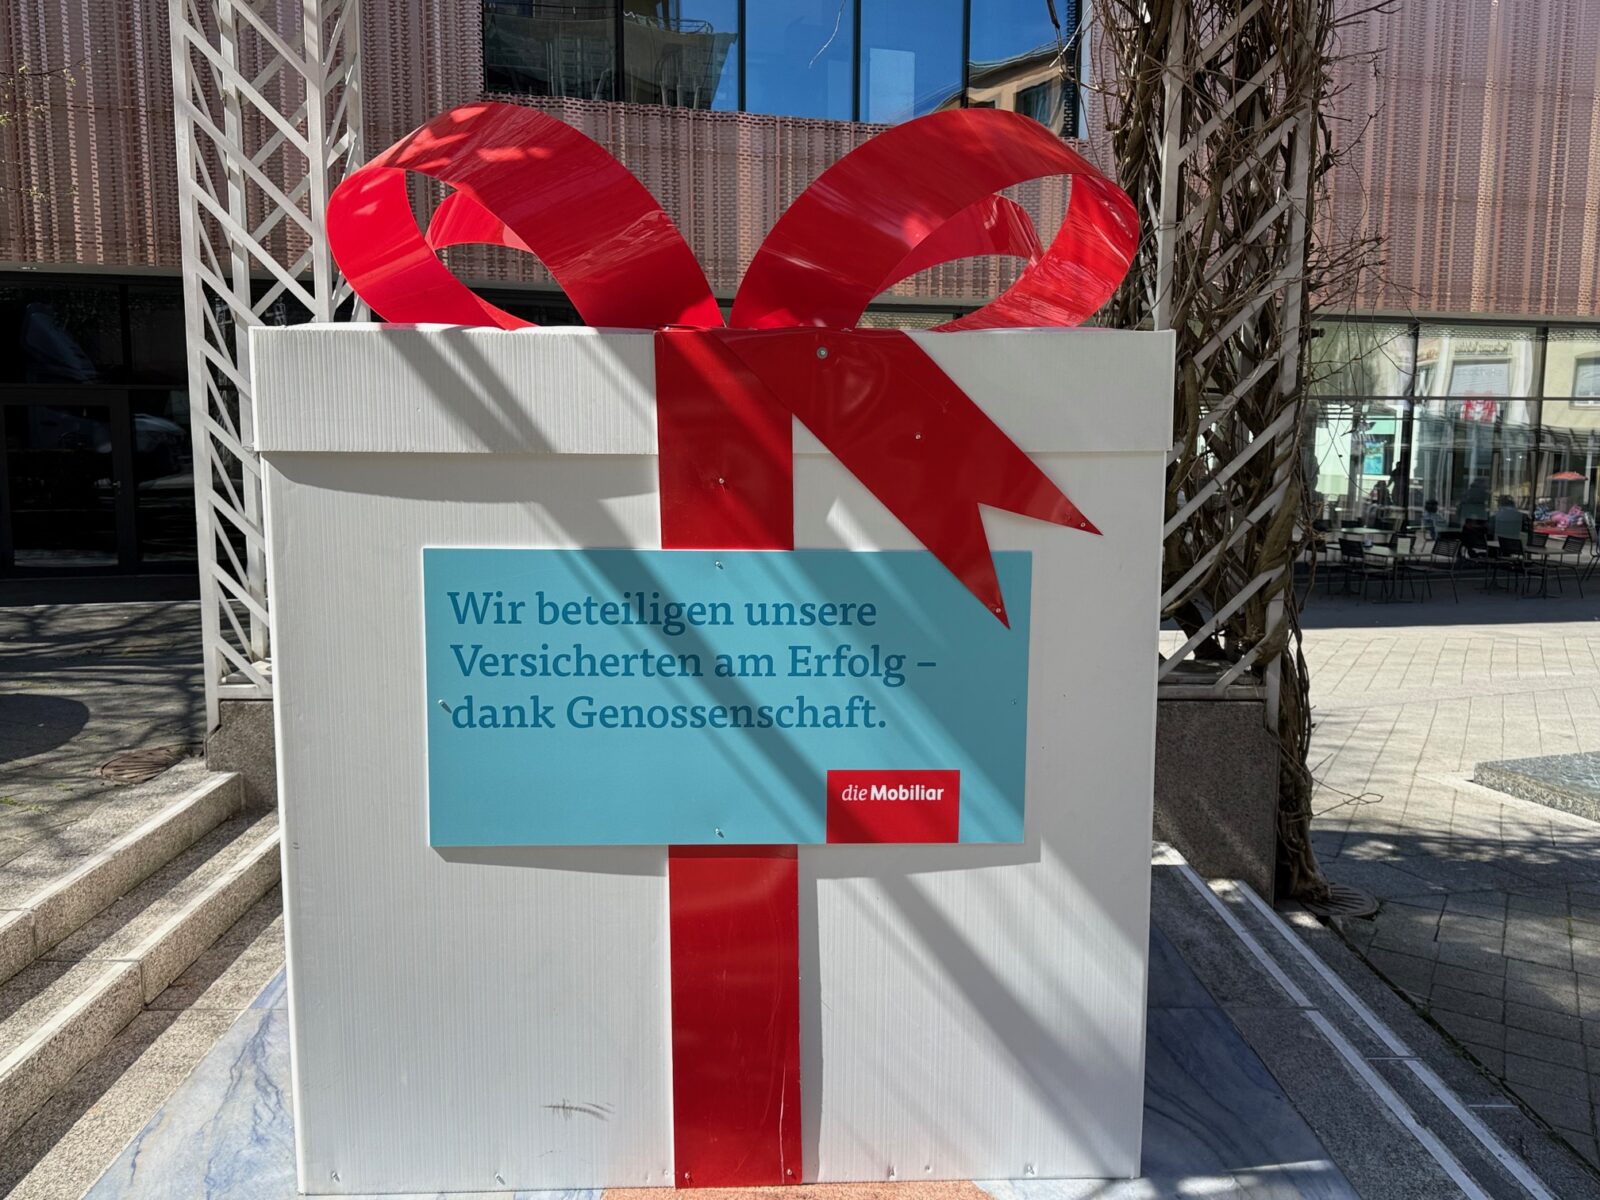 Wir beteiligen unsere
Versicherten am Erfolg –
dank Genossenschaft.
die Mobiliar